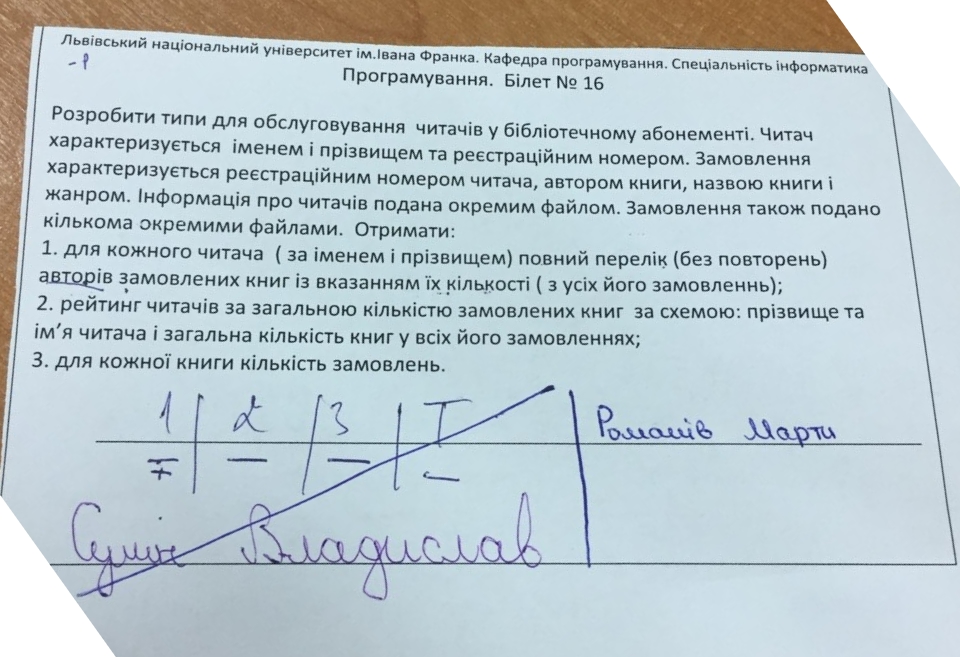 Львівський національний університет ім.Івана Франка. Кафедра програмування. Спеціальність інформатика
Програмування. Білет № 16
Розробити типи для обслуговування читачів у бібліотечному абонементі. Читач
характеризується іменем і прізвищем та реєстраційним номером. Замовлення
характеризується реєстраційним номером читача, автором книги, назвою книги і
жанром. Інформація про читачів подана окремим файлом. Замовлення також подано
кількома окремими файлами. Отримати:
1. для кожного читача ( за іменем і прізвищем) повний перелік (без повторень)
авторів замовлених книг із вказанням їх кількості ( з усіх його замовленнь);
2. рейтинг читачів за загальною кількістю замовлених книг за схемою: прізвище та
ім’я читача і загальна кількість книг у всіх його замовленнях;
3. для кожної книги кількість замовлень.
1 2 3 T
Романів Марти
Владислав